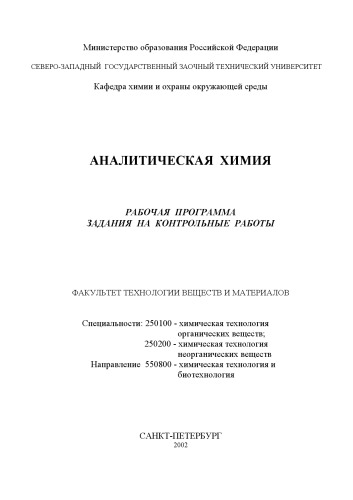 Министерство образования Российской Федерации
СЕВЕРО-ЗАПАДНЫЙ ГОСУДАРСТВЕННЫЙ ЗАОЧНЫЙ ТЕХНИЧЕСКИЙ УНИВЕРСИТЕТ
Кафедра химии и охраны окружающей среды
АНАЛИТИЧЕСКАЯ ХИМИЯ
РАБОЧАЯ ПРОГРАММА
ЗАДАНИЯ НА КОНТРОЛЬНЫЕ РАБОТЫ
ФАКУЛЬТЕТ ТЕХНОЛОГИИ ВЕЩЕСТВ И МАТЕРИАЛОВ
Специальности: 250100 - химическая технология
органических веществ;
250200 - химическая технология
неорганических веществ
Направление 550800 - химическая технология и
биотехнология
САНКТ-ПЕТЕРБУРГ
2002